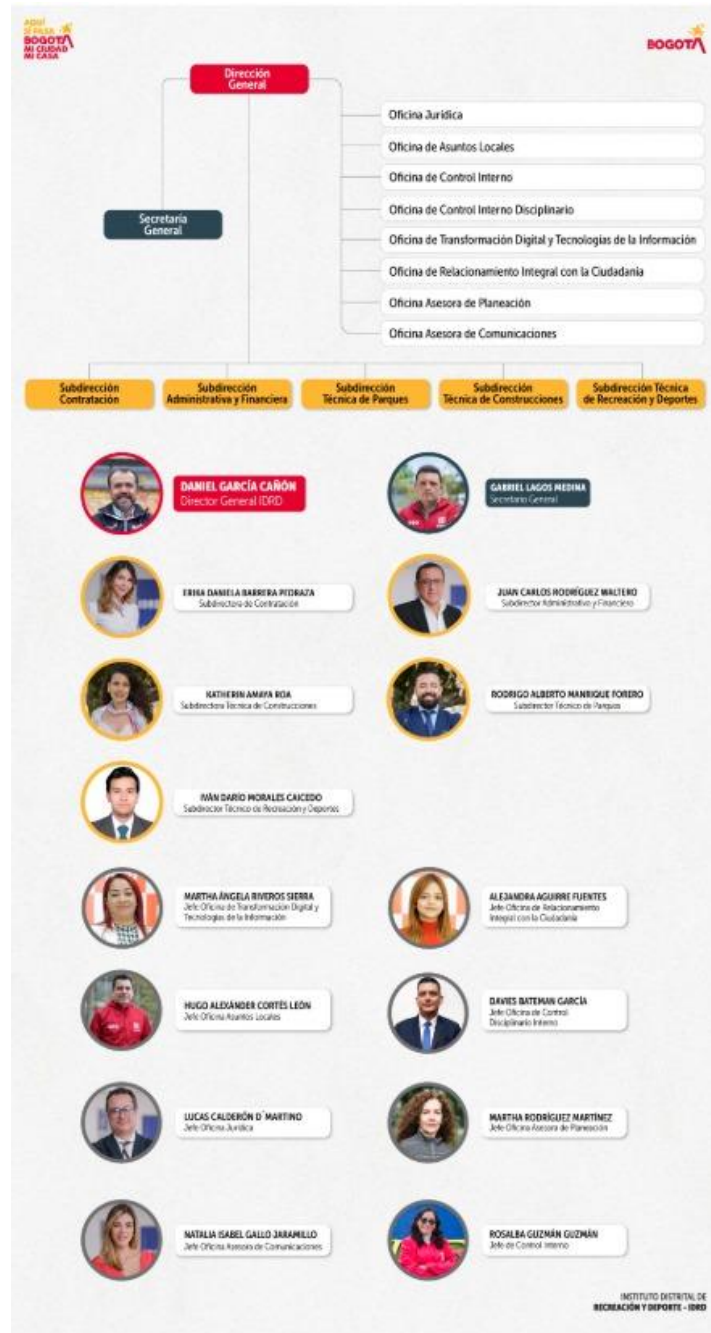 AQUÍ
SÍ PASA
BOGOTÁ
MI CIUDAD
MI CASA
BOGOTÁ
Dirección
General
Oficina Jurídica
Oficina de Asuntos Locales
Oficina de Control Interno
Oficina de Control Interno Disciplinario
Secretaría
General
Oficina de Transformación Digital y Tecnologías de la Información
Oficina de Relacionamiento Integral con la Ciudadanía
Oficina Asesora de Planeación
Oficina Asesora de Comunicaciones
Subdirección
Contratación
Subdirección
Administrativa y Financiera
Subdirección
Técnica de Parques
Subdirección
Técnica de Construcciones
Subdirección Técnica
de Recreación y Deportes
DANIEL GARCÍA CAÑÓN
Director General IDRD
GABRIEL LAGOS MEDINA
Secretario General
ERIKA DANIELA BARRERA PEDRAZA
Subdirectora de Contratación
JUAN CARLOS RODRÍGUEZ WALTERO
Subdirector Administrativo y Financiero
KATHERIN AMAYA ROA
Subdirectora Técnica de Construcciones
RODRIGO ALBERTO MANRIQUE FORERO
Subdirector Técnico de Parques
IVÁN DARÍO MORALES CAICEDO
Subdirector Técnico de Recreación y Deportes
MARTHA ÁNGELA RIVEROS SIERRA
Jefe Oficina de Transformación Digital y
Tecnologías de la Información
ALEJANDRA AGUIRRE FUENTES
Jefe Oficina de Relacionamiento
Integral con la Ciudadanía
HUGO ALEXÁNDER CORTÉS LEÓN
Jefe Oficina Asuntos Locales
DAVIES BATEMAN GARCÍA
Jefe Oficina de Control
Disciplinario Interno
LUCAS CALDERÓN D´MARTINO
Jefe Oficina Jurídica
MARTHA RODRÍGUEZ MARTÍNEZ
Jefe Oficina Asesora de Planeación
NATALIA ISABEL GALLO JARAMILLO
Jefe Oficina Asesora de Comunicaciones
ROSALBA GUZMÁN GUZMÁN
Jefe de Control Interno
INSTITUTO DISTRITAL DE
RECREACIÓN Y DEPORTE - IDRD